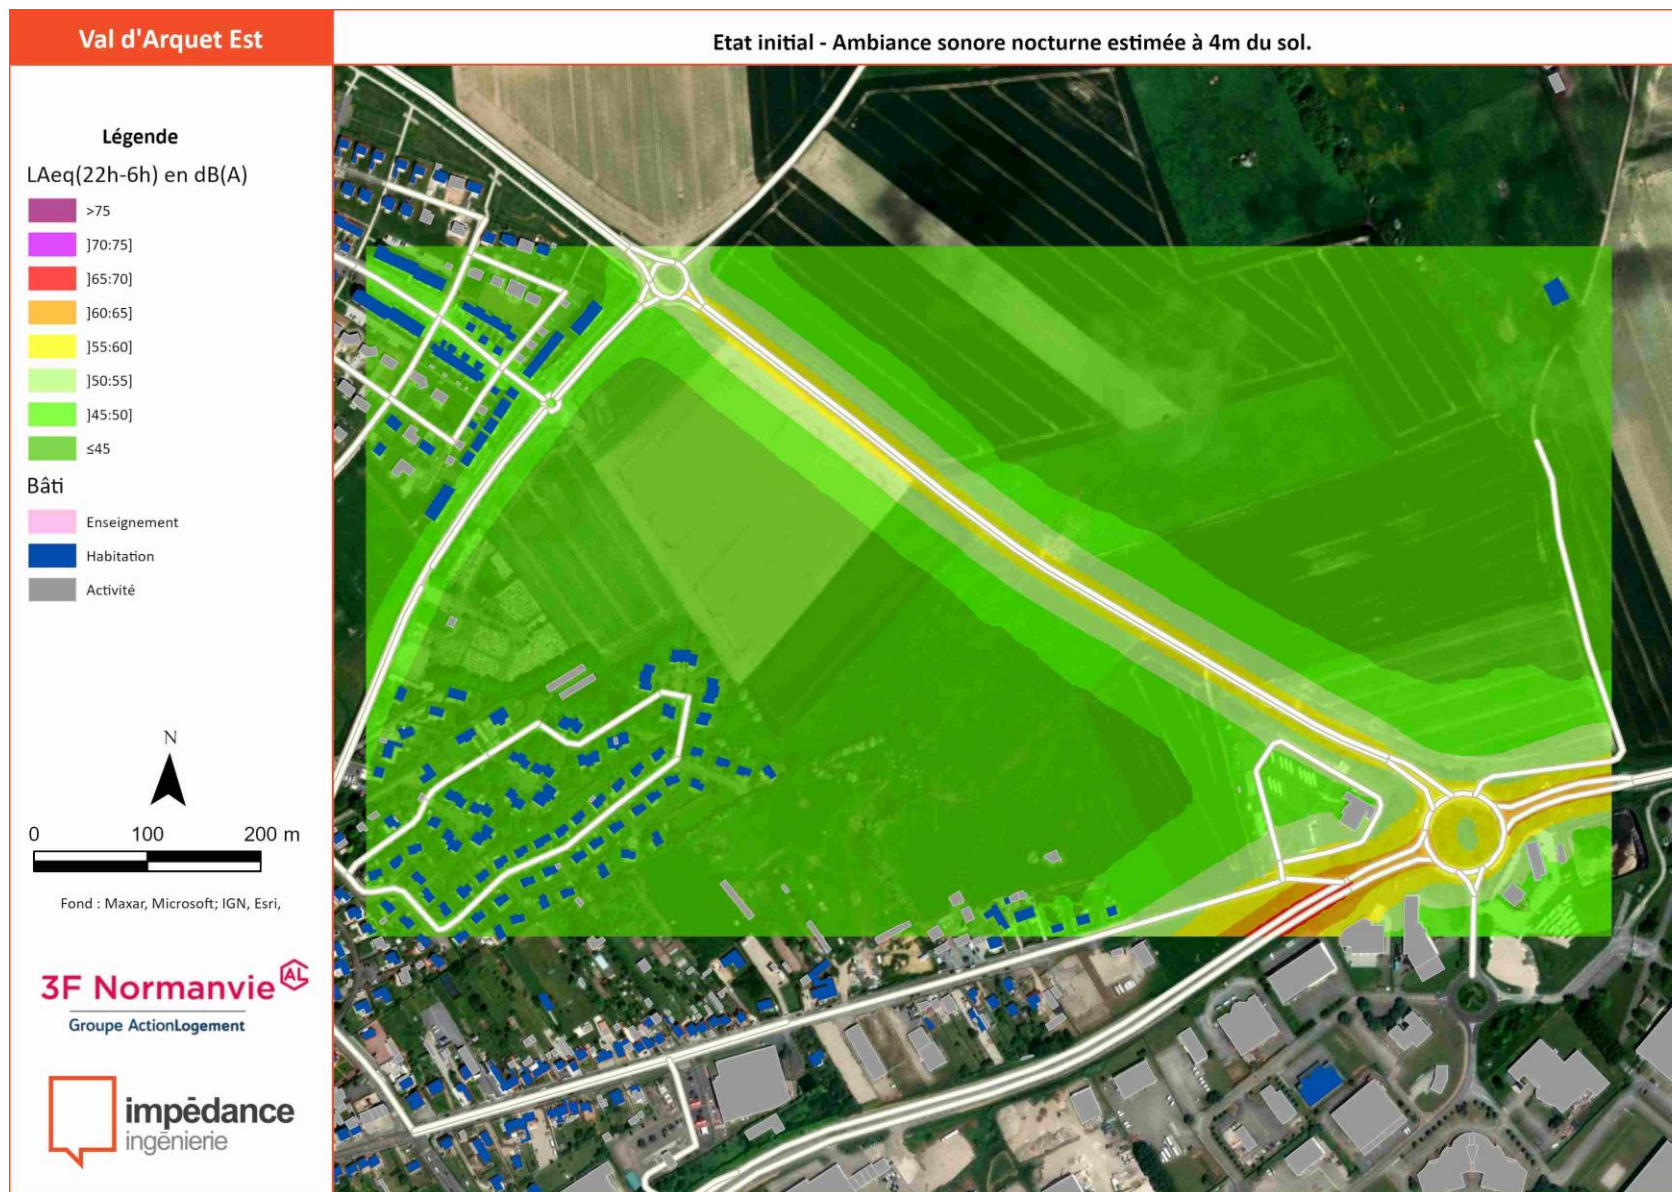 Val d'Arquet Est
Etat initial - Ambiance sonore nocturne estimée à 4m du sol.
Légende
LAeq(22h-6h) en dB(A)
>75
]70:75]
]65:70]
]60:65]
]55:60]
]50:55]
]45:50]
≤45
Bâti
Enseignement
Habitation
Activité
N
0 100 200 m
Fond : Maxar, Microsoft; IGN, Esri,
3F Normanvie AL
Groupe ActionLogement
impēdance
ingēnierie